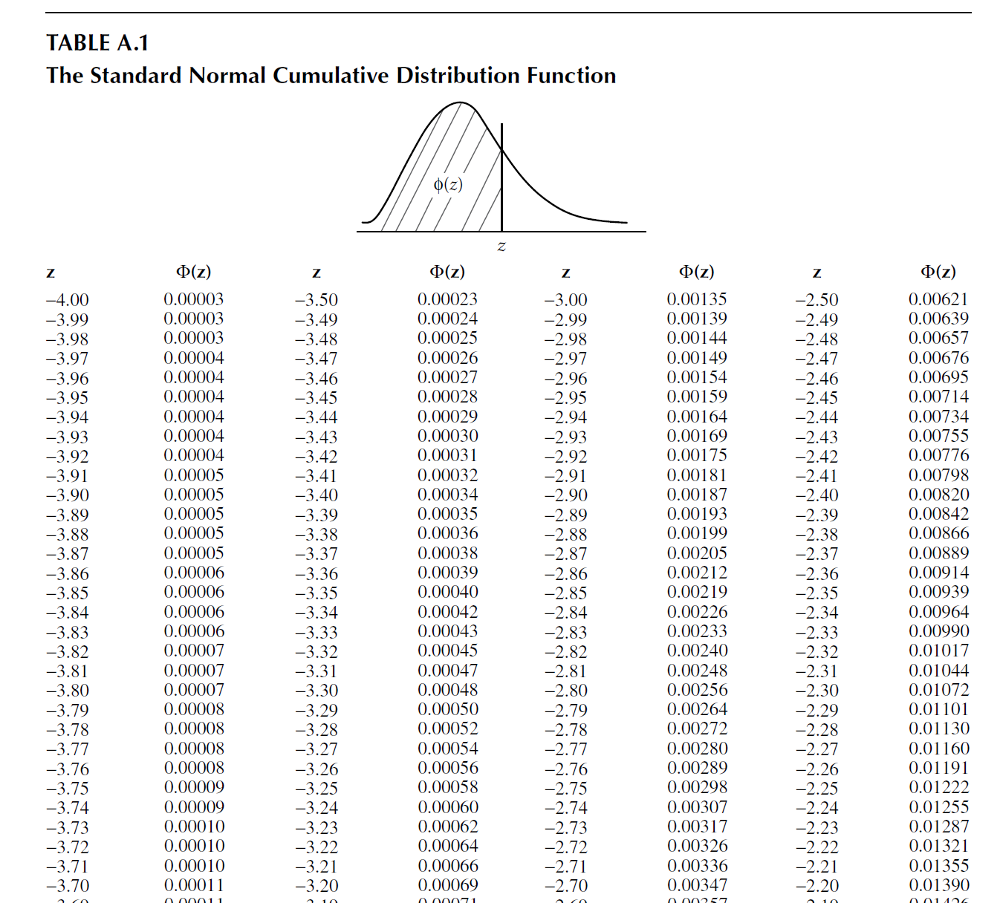 TABLE A.1
The Standard Normal Cumulative Distribution Function
ϕ(z)
z
z Φ(z) z Φ(z) z Φ(z) z Φ(z)
–4.00 0.00003 –3.50 0.00023 –3.00 0.00135 –2.50 0.00621
–3.99 0.00003 –3.49 0.00024 –2.99 0.00139 –2.49 0.00639
–3.98 0.00003 –3.48 0.00025 –2.98 0.00144 –2.48 0.00657
–3.97 0.00004 –3.47 0.00026 –2.97 0.00149 –2.47 0.00676
–3.96 0.00004 –3.46 0.00027 –2.96 0.00154 –2.46 0.00695
–3.95 0.00004 –3.45 0.00028 –2.95 0.00159 –2.45 0.00714
–3.94 0.00004 –3.44 0.00029 –2.94 0.00164 –2.44 0.00734
–3.93 0.00004 –3.43 0.00030 –2.93 0.00169 –2.43 0.00755
–3.92 0.00004 –3.42 0.00031 –2.92 0.00175 –2.42 0.00776
–3.91 0.00005 –3.41 0.00032 –2.91 0.00181 –2.41 0.00798
–3.90 0.00005 –3.40 0.00034 –2.90 0.00187 –2.40 0.00820
–3.89 0.00005 –3.39 0.00035 –2.89 0.00193 –2.39 0.00842
–3.88 0.00005 –3.38 0.00036 –2.88 0.00199 –2.38 0.00866
–3.87 0.00005 –3.37 0.00038 –2.87 0.00205 –2.37 0.00889
–3.86 0.00006 –3.36 0.00039 –2.86 0.00212 –2.36 0.00914
–3.85 0.00006 –3.35 0.00040 –2.85 0.00219 –2.35 0.00939
–3.84 0.00006 –3.34 0.00042 –2.84 0.00226 –2.34 0.00964
–3.83 0.00006 –3.33 0.00043 –2.83 0.00233 –2.33 0.00990
–3.82 0.00007 –3.32 0.00045 –2.82 0.00240 –2.32 0.01017
–3.81 0.00007 –3.31 0.00047 –2.81 0.00248 –2.31 0.01044
–3.80 0.00007 –3.30 0.00048 –2.80 0.00256 –2.30 0.01072
–3.79 0.00008 –3.29 0.00050 –2.79 0.00264 –2.29 0.01101
–3.78 0.00008 –3.28 0.00052 –2.78 0.00272 –2.28 0.01130
–3.77 0.00008 –3.27 0.00054 –2.77 0.00280 –2.27 0.01160
–3.76 0.00008 –3.26 0.00056 –2.76 0.00289 –2.26 0.01191
–3.75 0.00009 –3.25 0.00058 –2.75 0.00298 –2.25 0.01222
–3.74 0.00009 –3.24 0.00060 –2.74 0.00307 –2.24 0.01255
–3.73 0.00010 –3.23 0.00062 –2.73 0.00317 –2.23 0.01287
–3.72 0.00010 –3.22 0.00064 –2.72 0.00326 –2.22 0.01321
–3.71 0.00010 –3.21 0.00066 –2.71 0.00336 –2.21 0.01355
–3.70 0.00011 –3.20 0.00069 –2.70 0.00347 –2.20 0.01390